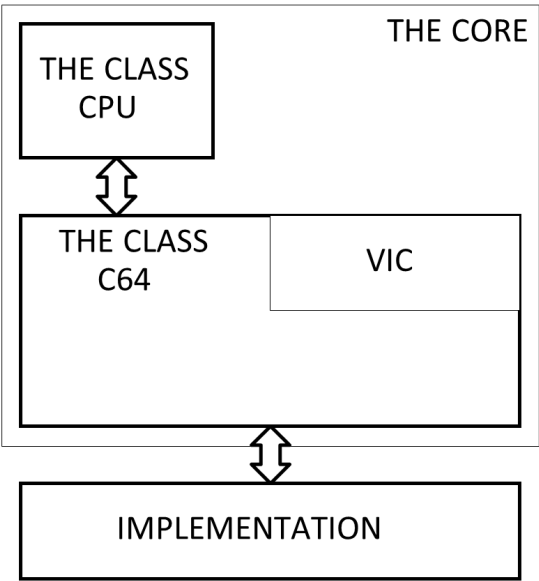 THE CORE
THE CLASS
CPU
THE CLASS
C64
VIC
IMPLEMENTATION